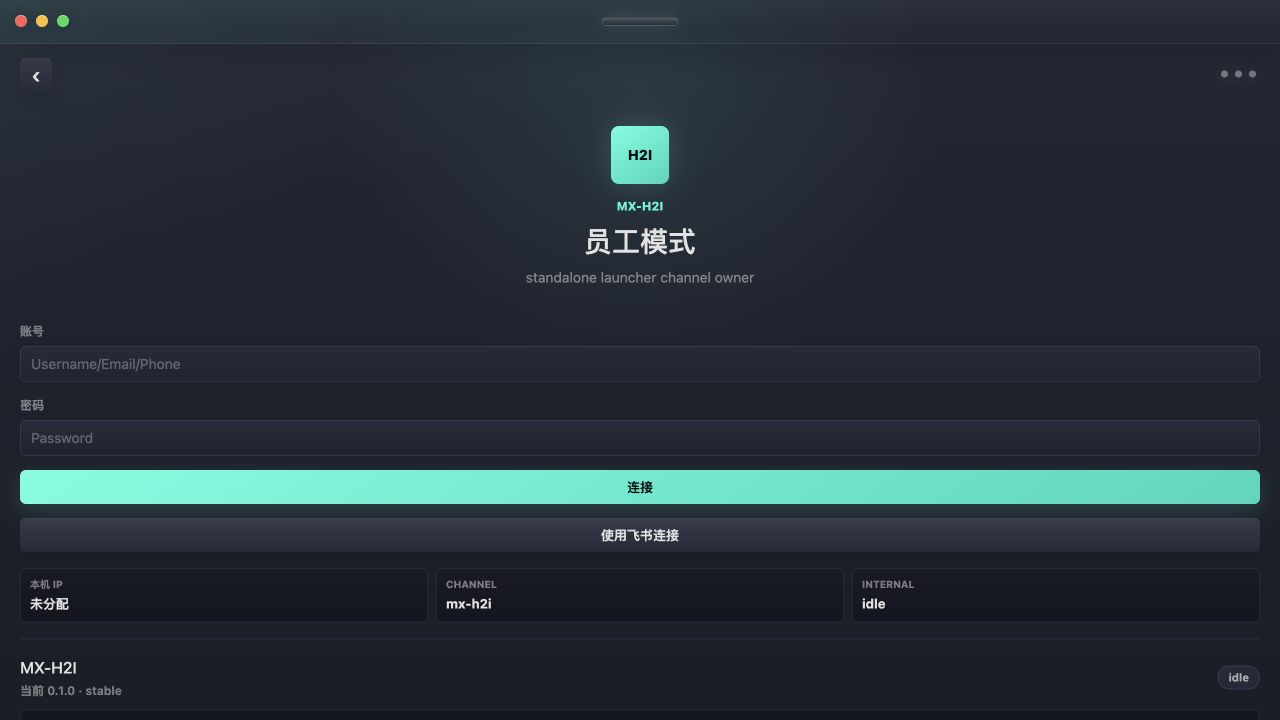 ‹
H2I
MX-H2I
员工模式
standalone launcher channel owner
账号
Username/Email/Phone
密码
Password
连接
使用飞书连接
本机 IP
未分配
CHANNEL
mx-h2i
INTERNAL
idle
MX-H2I
当前 0.1.0 · stable
idle